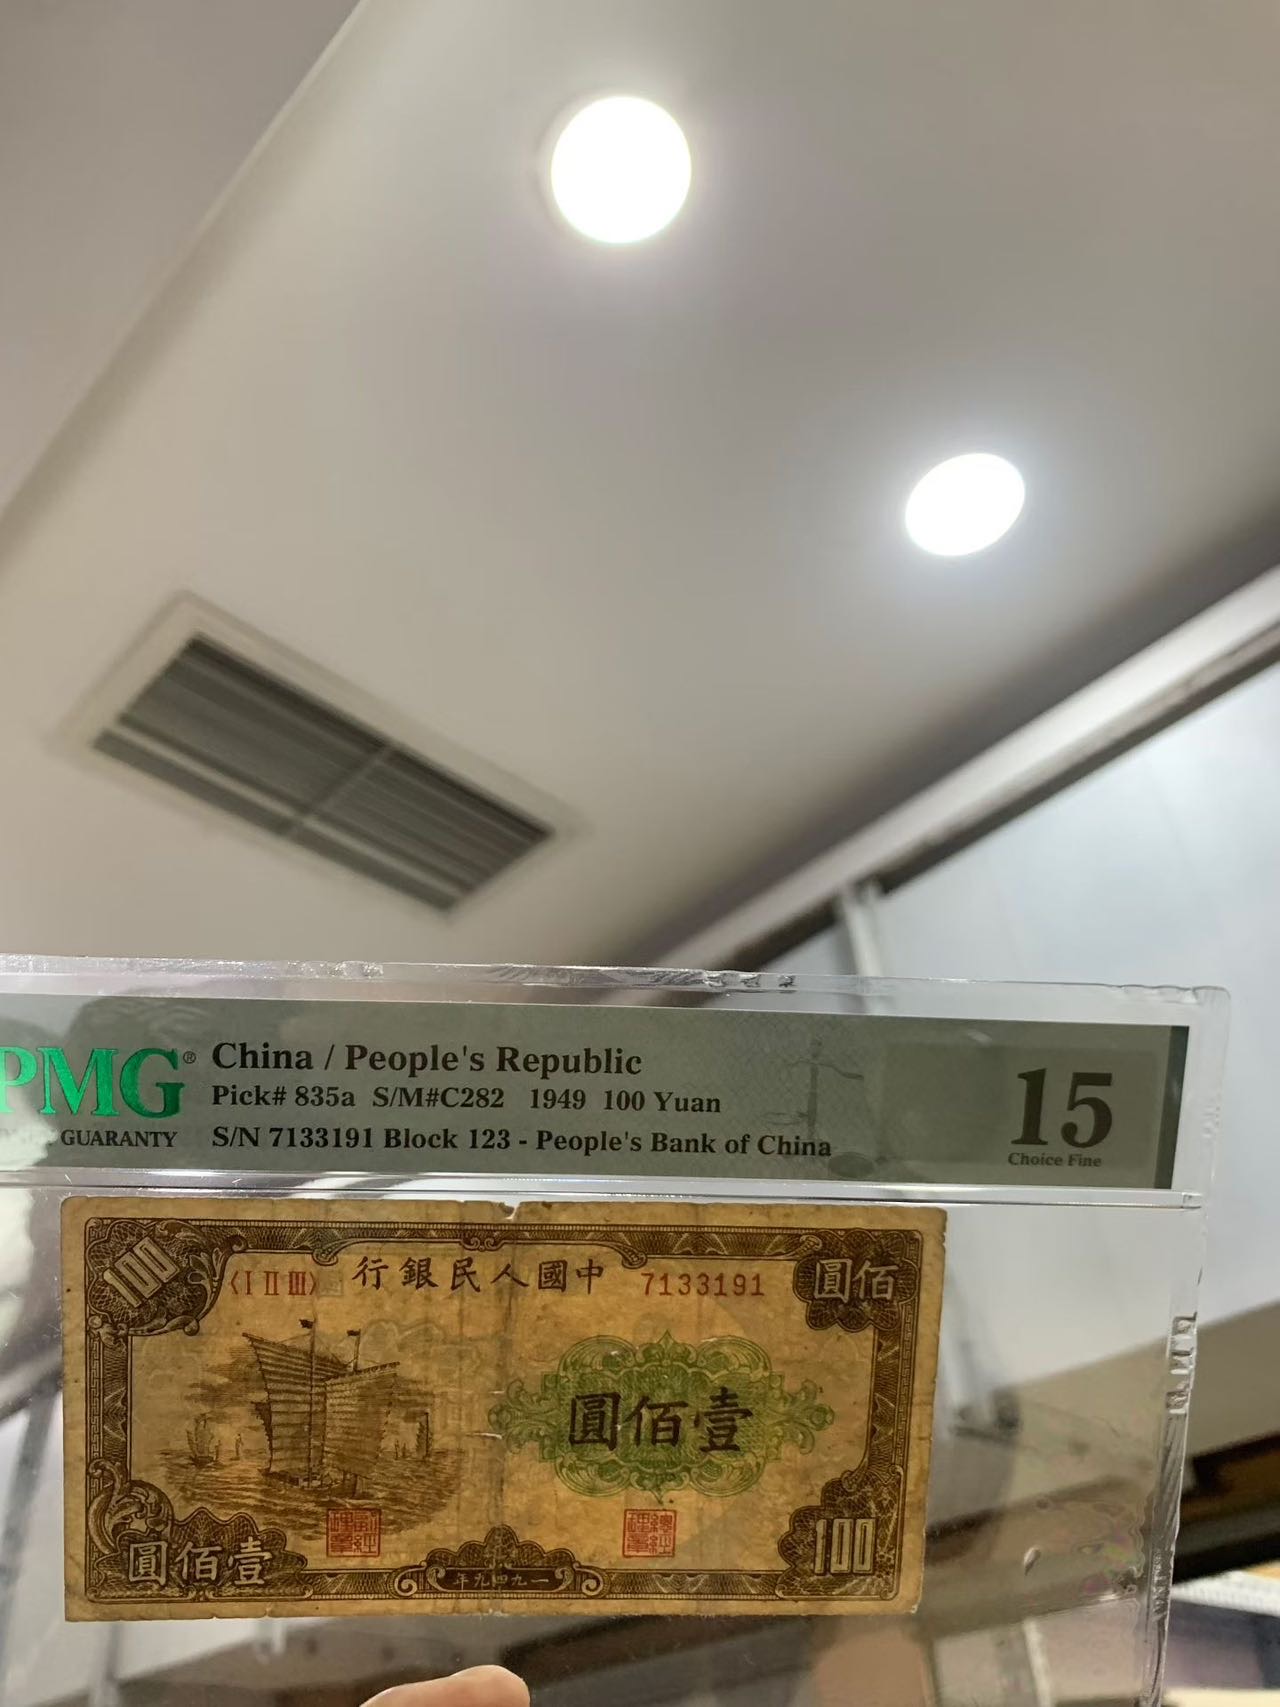 PMG® China / People's Republic
Pick# 835a S/M#C282 1949 100 Yuan
GUARANTY S/N 7133191 Block 123 - People's Bank of China
15
Choice Fine
100
〈I II III〉
行銀民人國中
7133191
圓佰
圓佰壹
圓佰壹
100
年九四九一